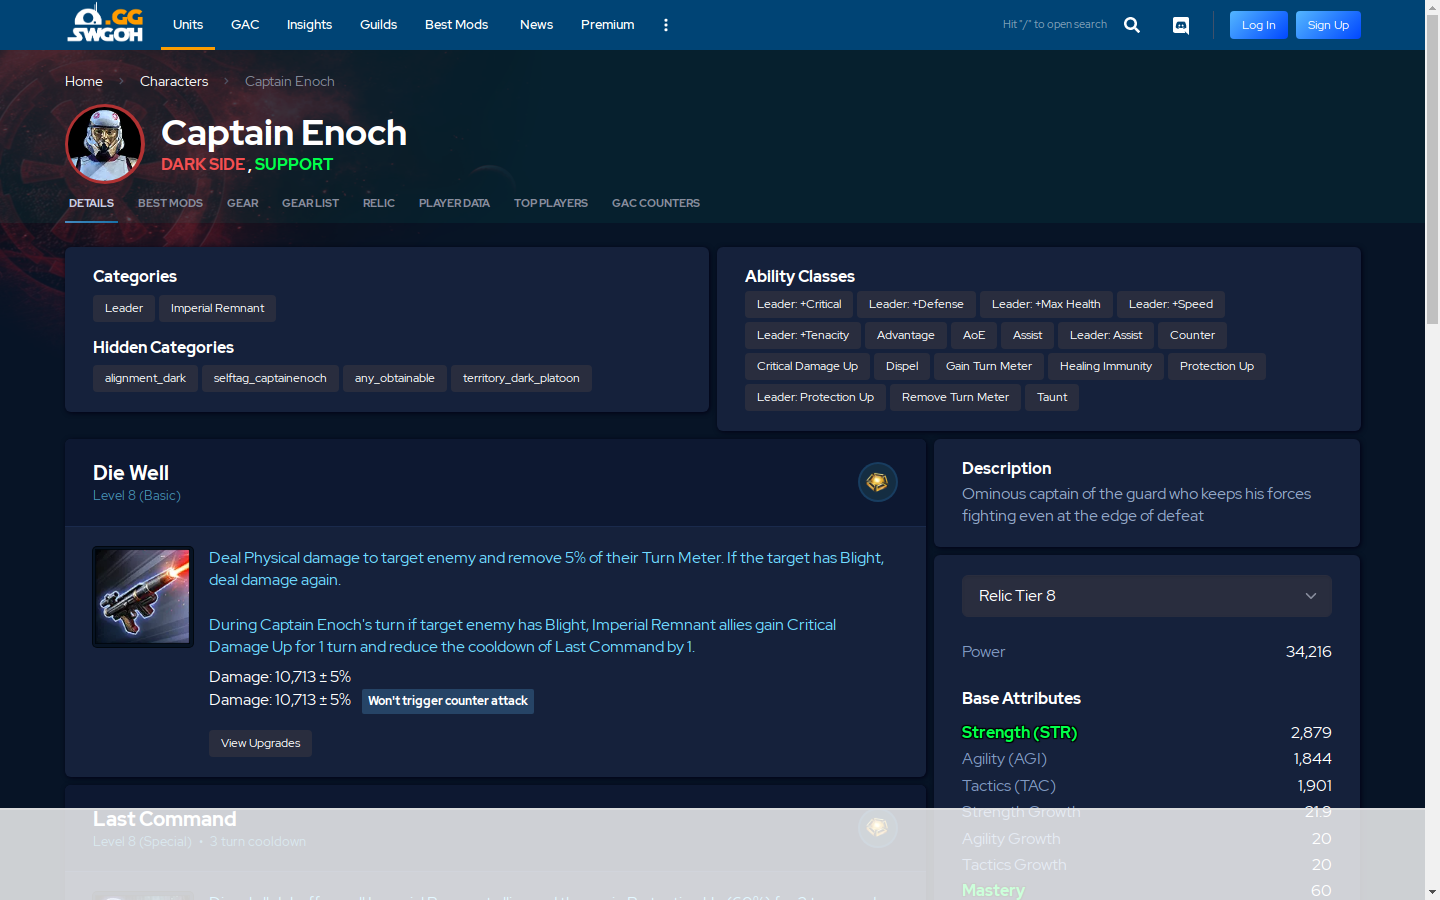 .GG
SWGOH
Units
GAC
Insights
Guilds
Best Mods
News
Premium
Hit "/" to open search
Log In
Sign Up
Home
Characters
Captain Enoch
Captain Enoch
DARK SIDE , SUPPORT
DETAILS
BEST MODS
GEAR
GEAR LIST
RELIC
PLAYER DATA
TOP PLAYERS
GAC COUNTERS
Categories
Leader
Imperial Remnant
Hidden Categories
alignment_dark
selftag_captainenoch
any_obtainable
territory_dark_platoon
Ability Classes
Leader: +Critical
Leader: +Defense
Leader: +Max Health
Leader: +Speed
Leader: +Tenacity
Advantage
AoE
Assist
Leader: Assist
Counter
Critical Damage Up
Dispel
Gain Turn Meter
Healing Immunity
Protection Up
Leader: Protection Up
Remove Turn Meter
Taunt
Die Well
Level 8 (Basic)
Deal Physical damage to target enemy and remove 5% of their Turn Meter. If the target has Blight,
deal damage again.
During Captain Enoch's turn if target enemy has Blight, Imperial Remnant allies gain Critical
Damage Up for 1 turn and reduce the cooldown of Last Command by 1.
Damage: 10,713 ± 5%
Damage: 10,713 ± 5% Won't trigger counter attack
View Upgrades
Last Command
Level 8 (Special) • 3 turn cooldown
Description
Ominous captain of the guard who keeps his forces
fighting even at the edge of defeat
Relic Tier 8
Power 34,216
Base Attributes
Strength (STR) 2,879
Agility (AGI) 1,844
Tactics (TAC) 1,901
Strength Growth 21.9
Agility Growth 20
Tactics Growth 20
Mastery 60